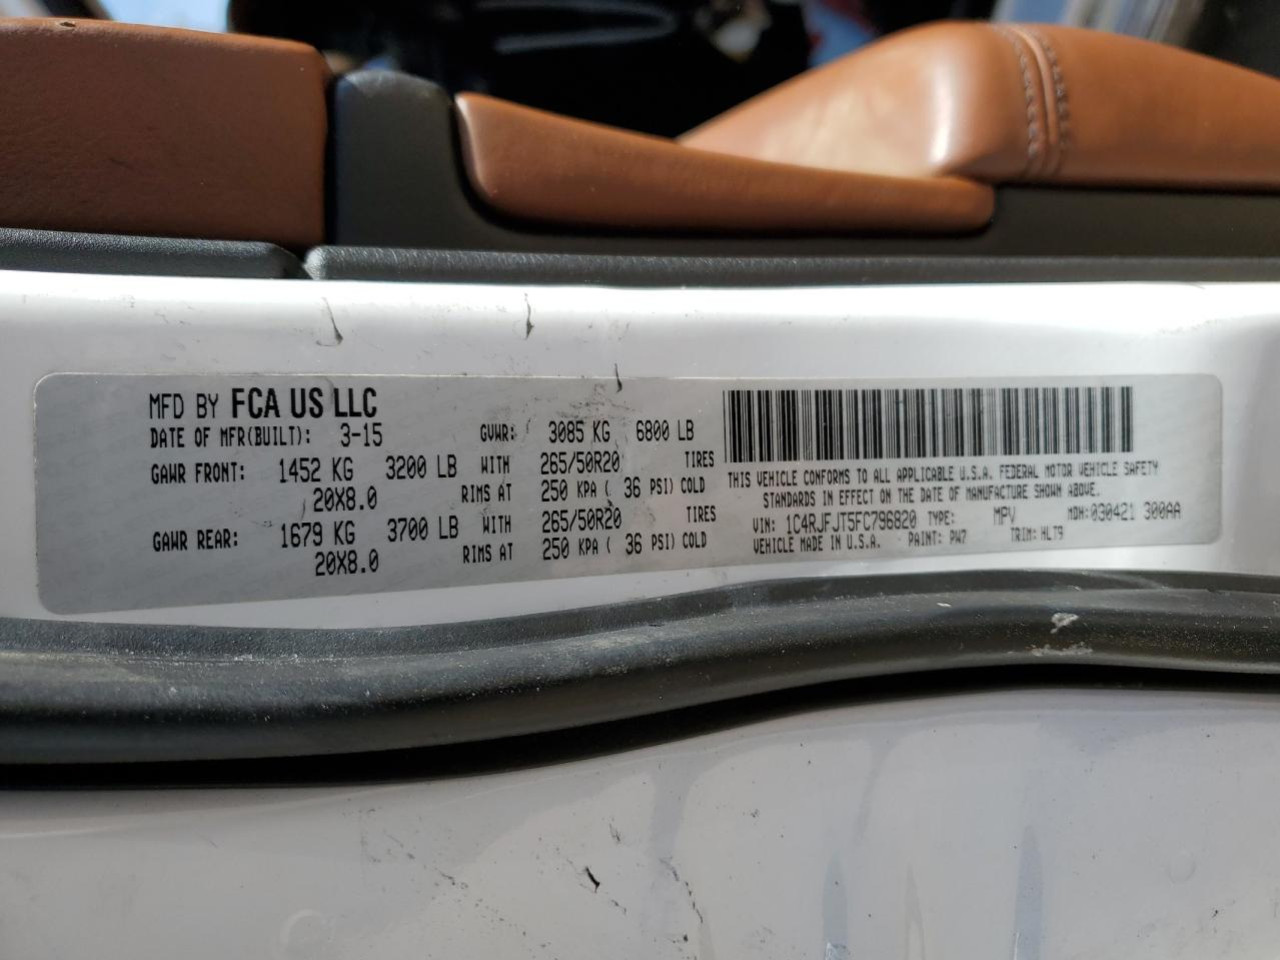 MFD BY FCA US LLC
DATE OF MFR(BUILT): 3-15 GVWR: 3085 KG 6800 LB
GAWR FRONT: 1452 KG 3200 LB WITH 265/50R20 TIRES
20X8.0 RIMS AT 250 KPA ( 36 PSI) COLD
GAWR REAR: 1679 KG 3700 LB WITH 265/50R20 TIRES
20X8.0 RIMS AT 250 KPA ( 36 PSI) COLD
THIS VEHICLE CONFORMS TO ALL APPLICABLE U.S.A. FEDERAL MOTOR VEHICLE SAFETY
STANDARDS IN EFFECT ON THE DATE OF MANUFACTURE SHOWN ABOVE.
VIN: 1C4RJFJT5FC796820 TYPE: MPV MDH:030421 300AA
VEHICLE MADE IN U.S.A. PAINT: PW7 TRIM: HLT9